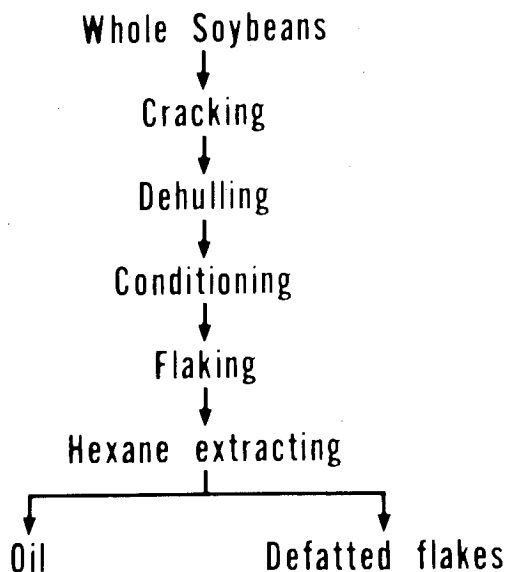 Whole Soybeans
Cracking
Dehulling
Conditioning
Flaking
Hexane extracting
Oil Defatted flakes